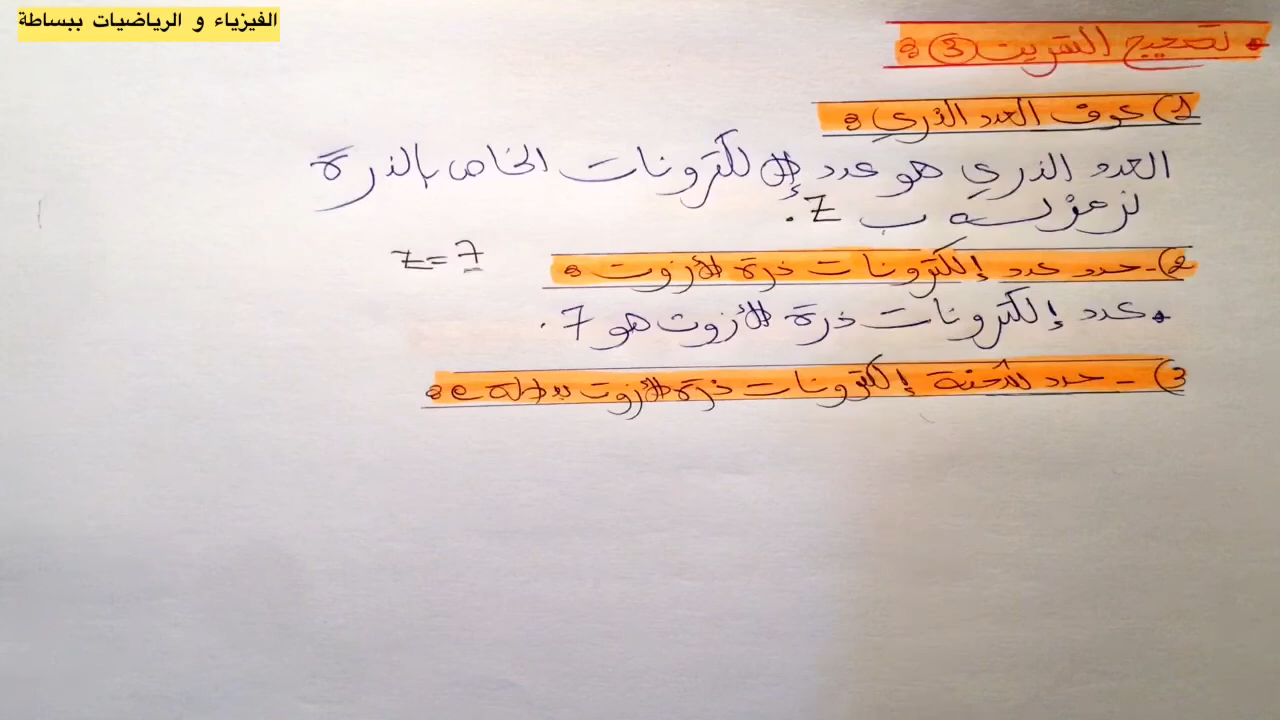 الفيزياء و الرياضيات ببساطة
• تصحيح التمرين (3) :
1) عرف العدد الذري :
العدد الذري هو عدد الإلكترونات الخاص بالذرة
نرمز له ب Z.
2)- حدد عدد إلكترونات ذرة الأزوت :
Z = 7
• عدد إلكترونات ذرة الأزوت هو 7.
3) - حدد شحنة إلكترونات ذرة الأزوت بدلالة e :